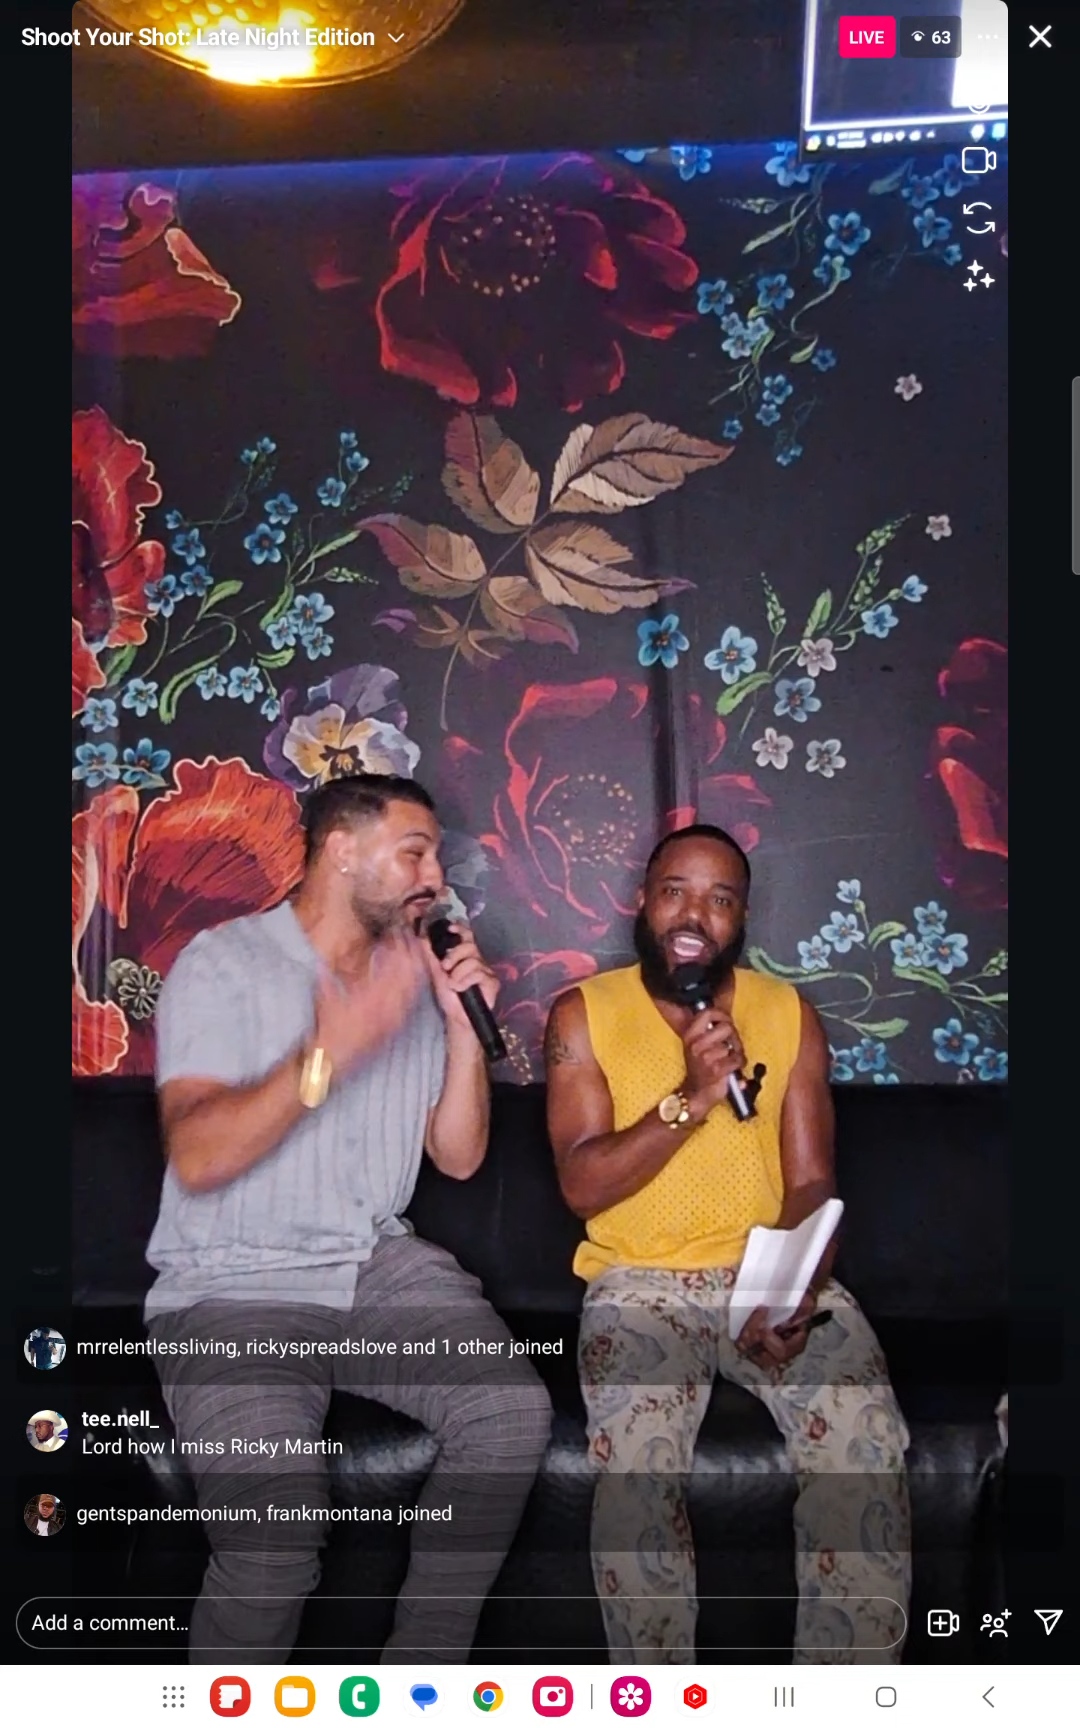 Shoot Your Shot: Late Night Edition
LIVE
63
mrrelentlessliving, rickyspreadslove and 1 other joined
tee.nell_
Lord how I miss Ricky Martin
gentspandemonium, frankmontana joined
Add a comment...